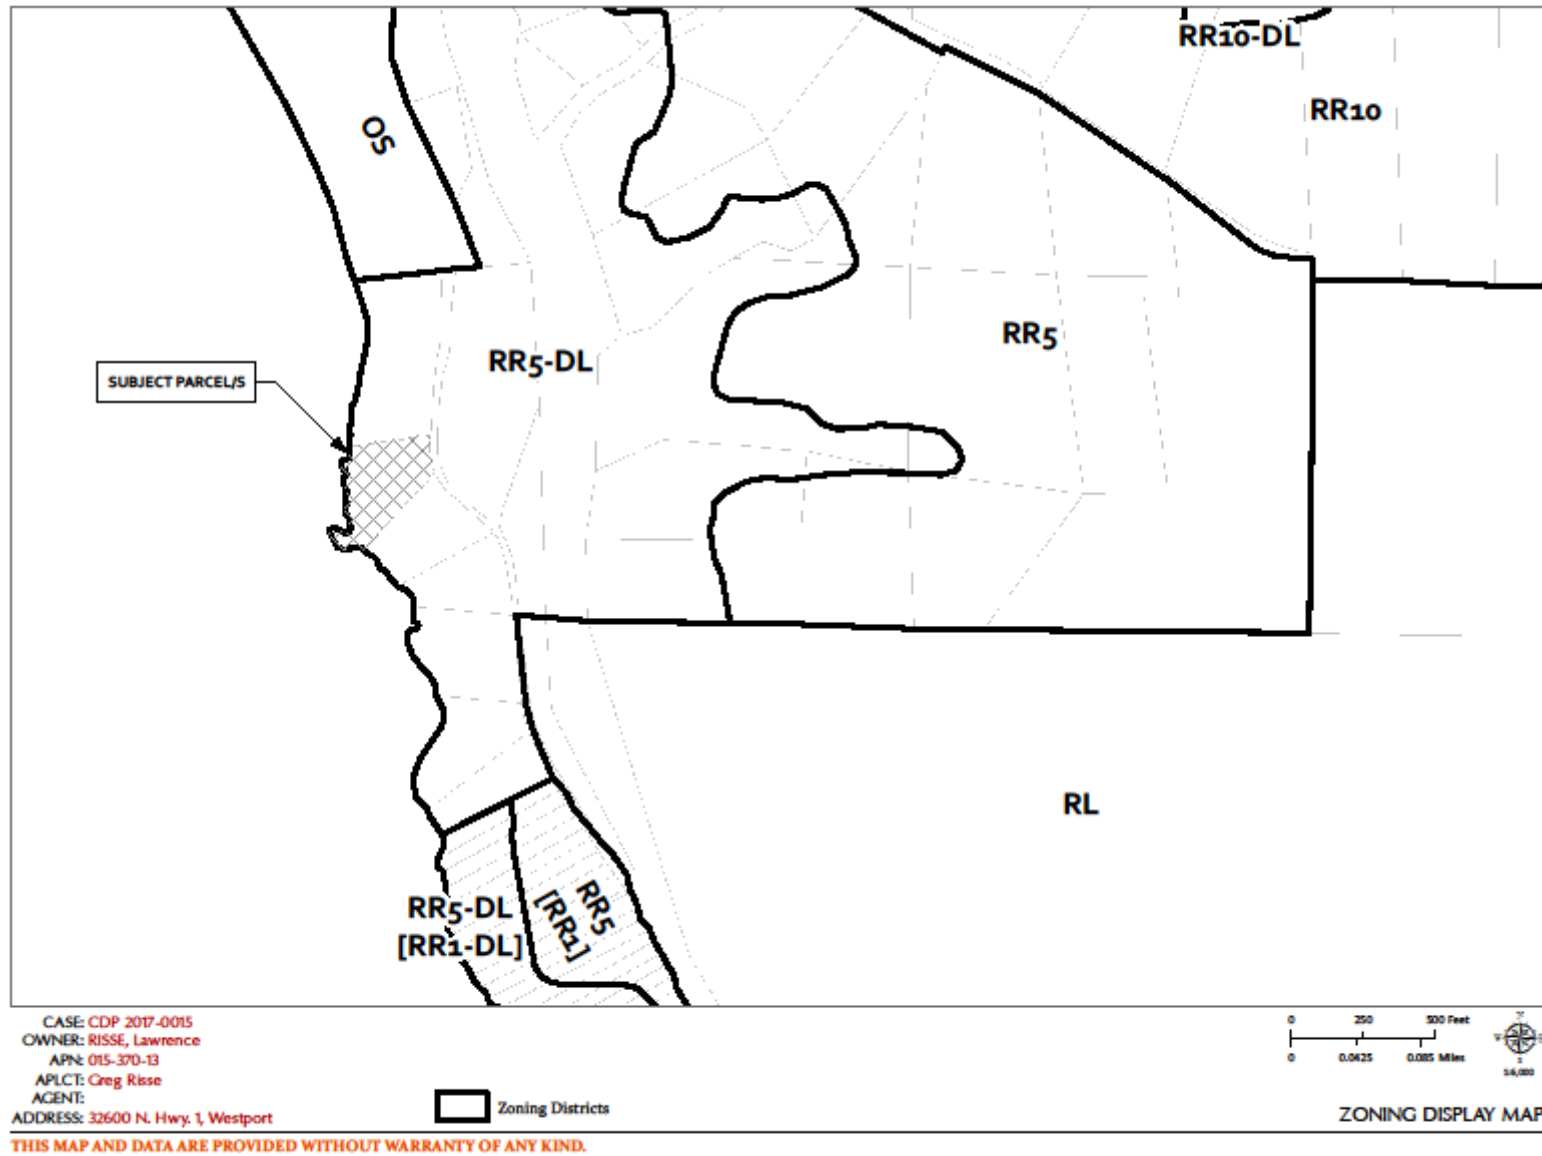 RR10-DL
RR10
OS
RR5
RR5-DL
SUBJECT PARCEL/S
RL
RR5-DL
[RR1-DL]
RR5
[RR1]
CASE: CDP 2017-0015
OWNER: RISSE, Lawrence
APN: 015-370-13
APLCT: Greg Risse
AGENT:
ADDRESS: 32600 N. Hwy. 1, Westport
Zoning Districts
0 250 500 Feet
0 0.0425 0.085 Miles
1:6,000
ZONING DISPLAY MAP
THIS MAP AND DATA ARE PROVIDED WITHOUT WARRANTY OF ANY KIND.